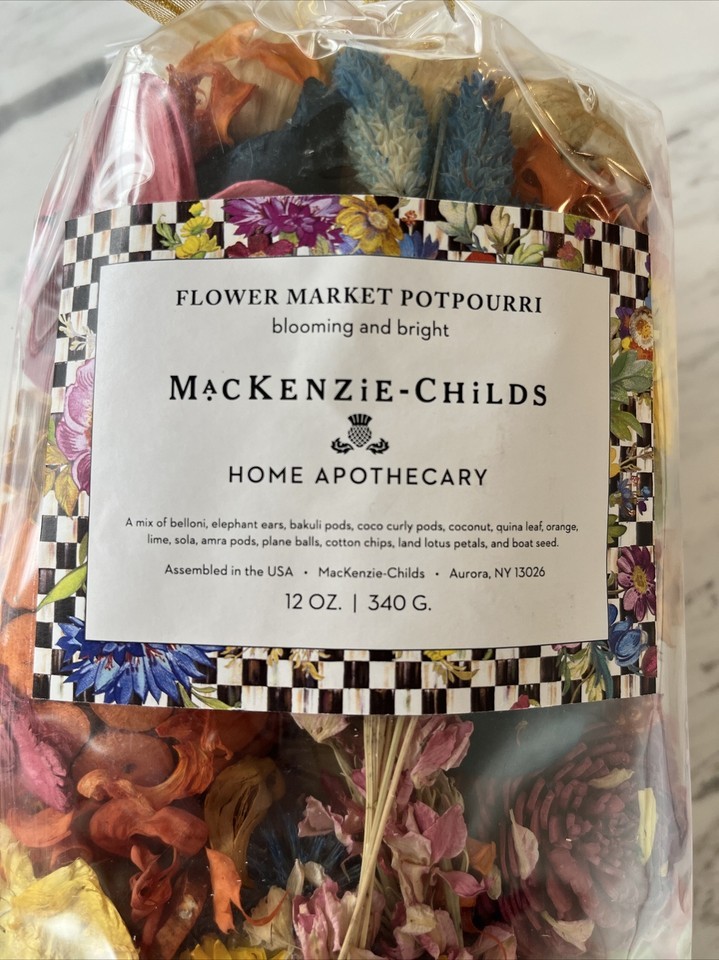 FLOWER MARKET POTPOURRI
blooming and bright
MACKENZiE-CHiLDS
HOME APOTHECARY
A mix of belloni, elephant ears, bakuli pods, coco curly pods, coconut, quina leaf, orange,
lime, sola, amra pods, plane balls, cotton chips, land lotus petals, and boat seed.
Assembled in the USA • MacKenzie-Childs • Aurora, NY 13026
12 OZ. | 340 G.